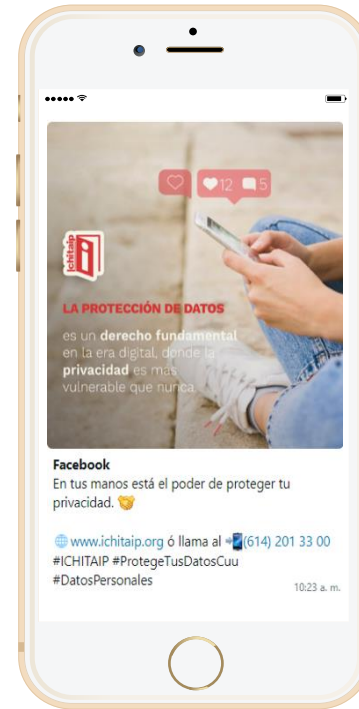 12 5
ichitaip
LA PROTECCIÓN DE DATOS
es un derecho fundamental
en la era digital, donde la
privacidad es más
vulnerable que nunca
Facebook
En tus manos está el poder de proteger tu
privacidad. 🤝
🌐 www.ichitaip.org ó llama al 📲(614) 201 33 00
#ICHITAIP #ProtegeTusDatosCuu
#DatosPersonales
10:23 a. m.